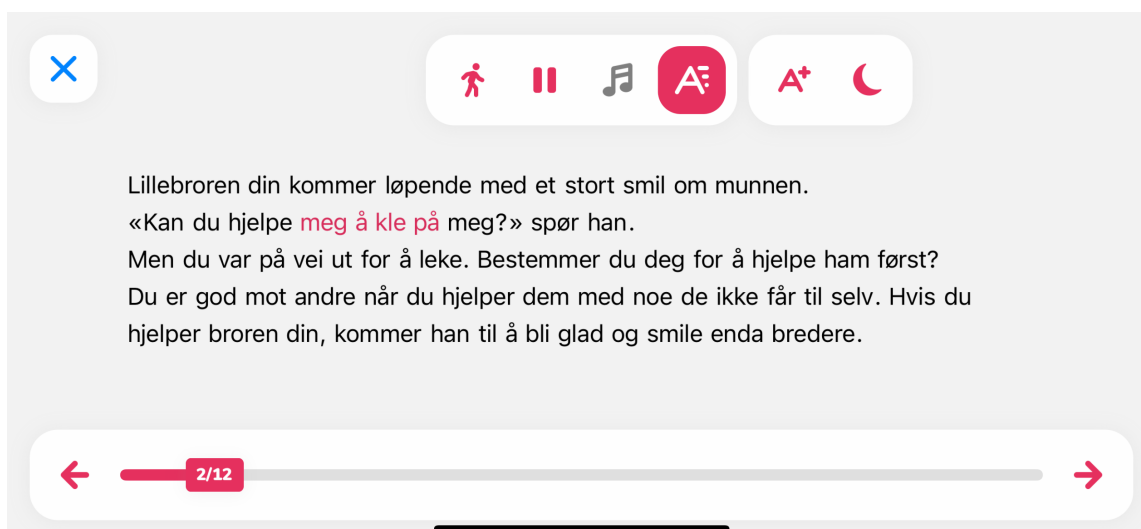 Lillebroren din kommer løpende med et stort smil om munnen.
«Kan du hjelpe meg å kle på meg?» spør han.
Men du var på vei ut for å leke. Bestemmer du deg for å hjelpe ham først?
Du er god mot andre når du hjelper dem med noe de ikke får til selv. Hvis du
hjelper broren din, kommer han til å bli glad og smile enda bredere.
2/12